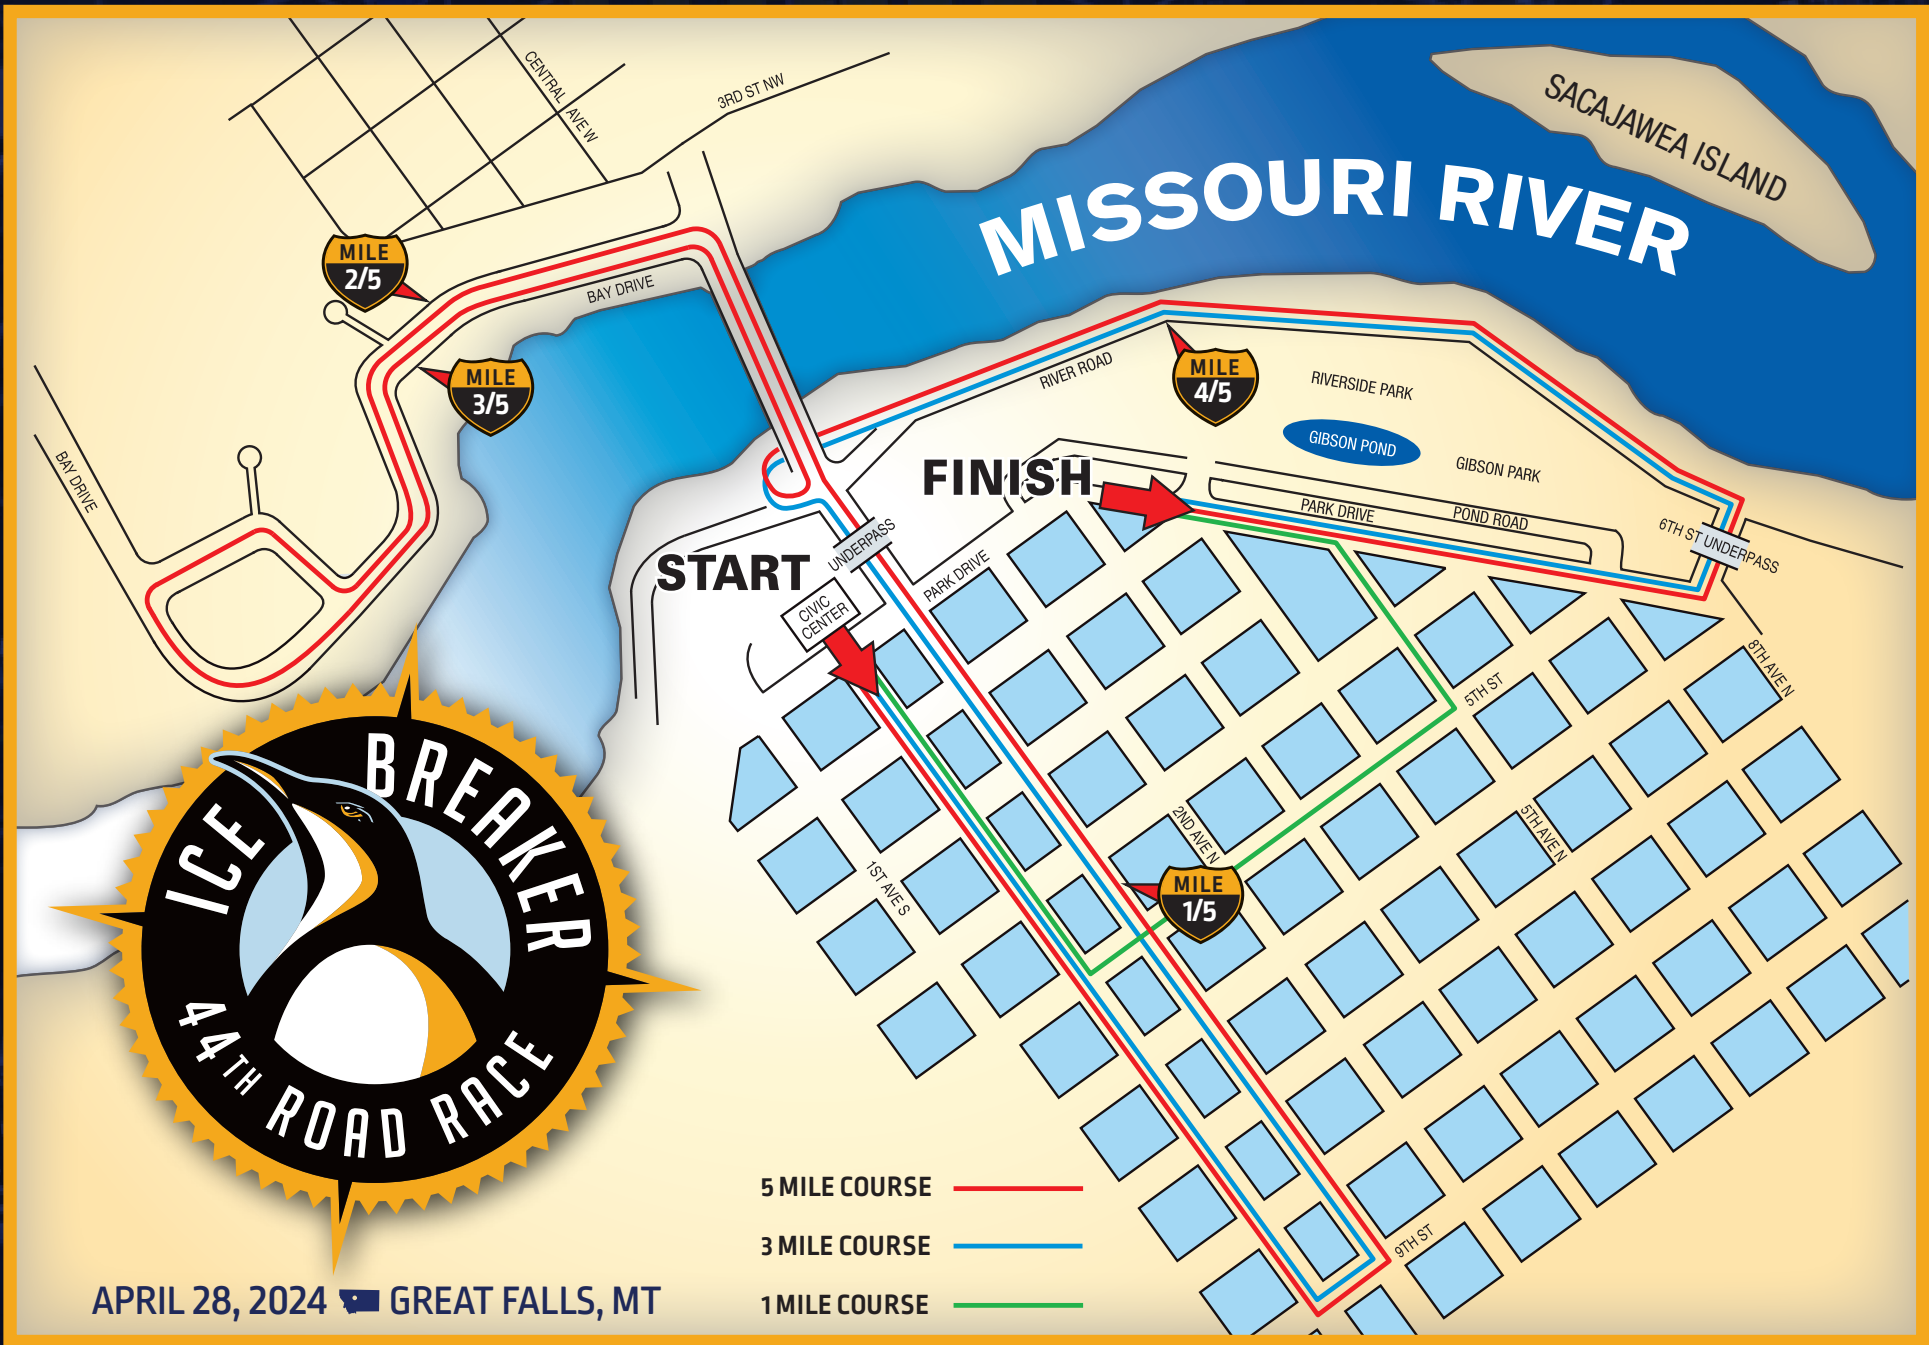 CENTRAL AVE W
3RD ST NW
SACAJAWEA ISLAND
MISSOURI RIVER
MILE
2/5
BAY DRIVE
MILE
3/5
RIVER ROAD
MILE
4/5
RIVERSIDE PARK
GIBSON POND
GIBSON PARK
BAY DRIVE
FINISH
PARK DRIVE
POND ROAD
6TH ST UNDERPASS
UNDERPASS
START
PARK DRIVE
CIVIC
CENTER
8TH AVE N
5TH ST
2ND AVE N
5TH AVE N
1ST AVE S
MILE
1/5
9TH ST
ICE BREAKER
44TH ROAD RACE
5 MILE COURSE
3 MILE COURSE
1 MILE COURSE
APRIL 28, 2024 GREAT FALLS, MT